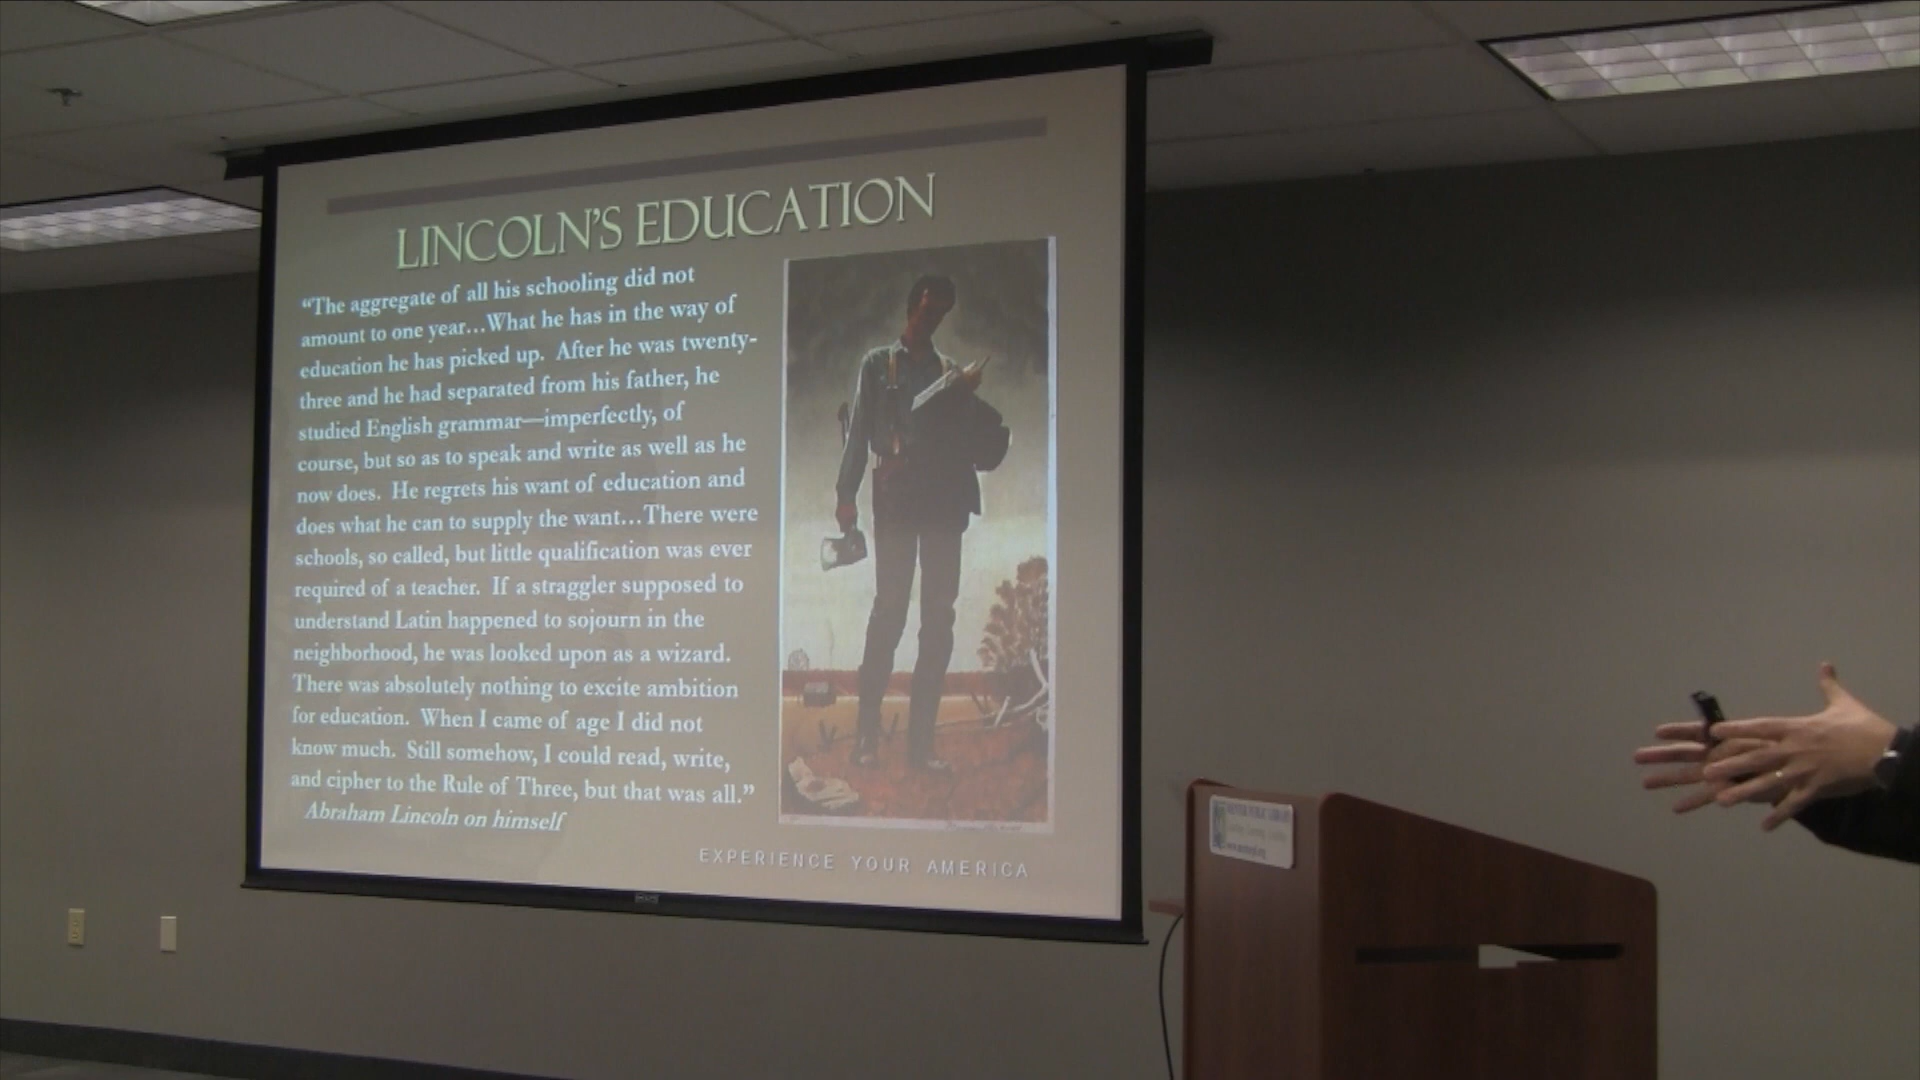 LINCOLN'S EDUCATION
“The aggregate of all his schooling did not
amount to one year...What he has in the way of
education he has picked up. After he was twenty-
three and he had separated from his father, he
studied English grammar—imperfectly, of
course, but so as to speak and write as well as he
now does. He regrets his want of education and
does what he can to supply the want...There were
schools, so called, but little qualification was ever
required of a teacher. If a straggler supposed to
understand Latin happened to sojourn in the
neighborhood, he was looked upon as a wizard.
There was absolutely nothing to excite ambition
for education. When I came of age I did not
know much. Still somehow, I could read, write,
and cipher to the Rule of Three, but that was all.”
Abraham Lincoln on himself
EXPERIENCE YOUR AMERICA
PUBLIC LIBRARY